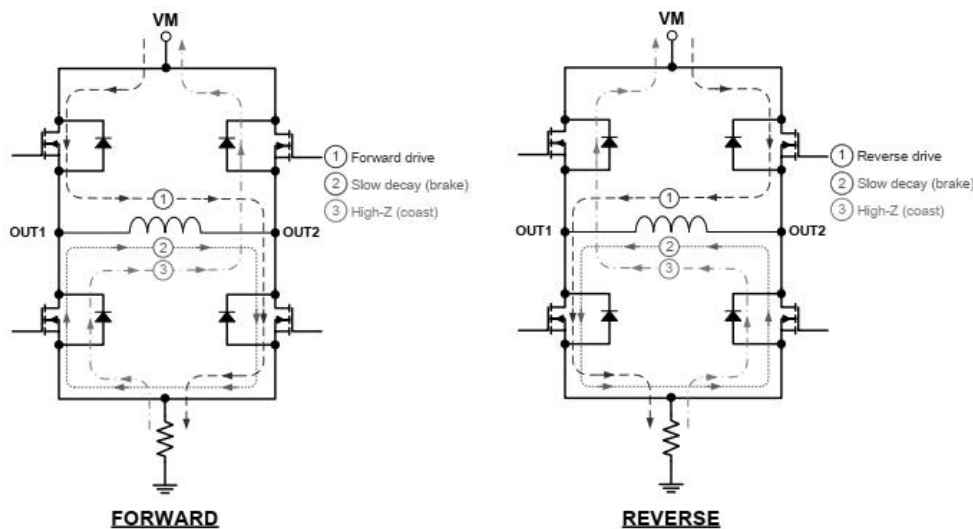 VM
① Forward drive
② Slow decay (brake)
③ High-Z (coast)
①
OUT1
OUT2
②
③
FORWARD
VM
① Reverse drive
② Slow decay (brake)
③ High-Z (coast)
①
OUT1
OUT2
②
③
REVERSE